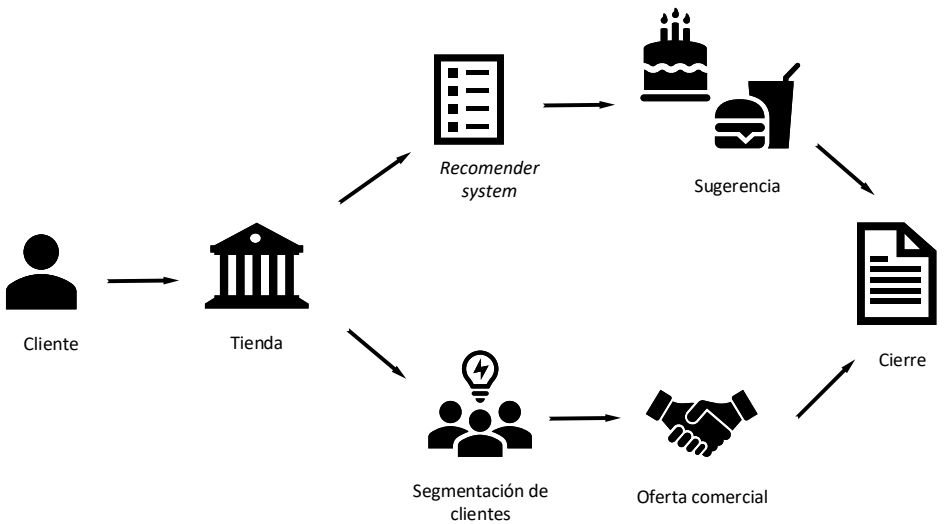 Recomender
system
Sugerencia
Cliente
Tienda
Cierre
Segmentación de
clientes
Oferta comercial